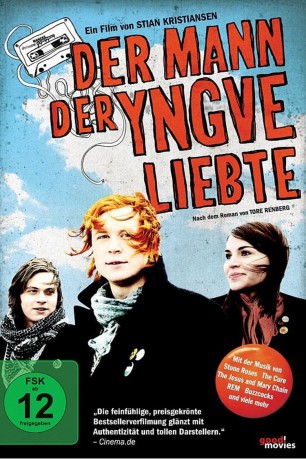 Ein Film von STIAN KRISTIANSEN
DER MANN
DER YNGVE
LIEBTE
Nach dem Roman von TORE RENBERG
Mit der Musik von
Stone Roses The Cure
The Jesus and Mary Chain
REM Buzzcocks
und viele mehr
FSK
ab
12
freigegeben
„Die feinfühlige, preisgekrönte
Bestsellerverfilmung glänzt mit
Authentizität und tollen Darstellern.“
– Cinema.de
good!
movies